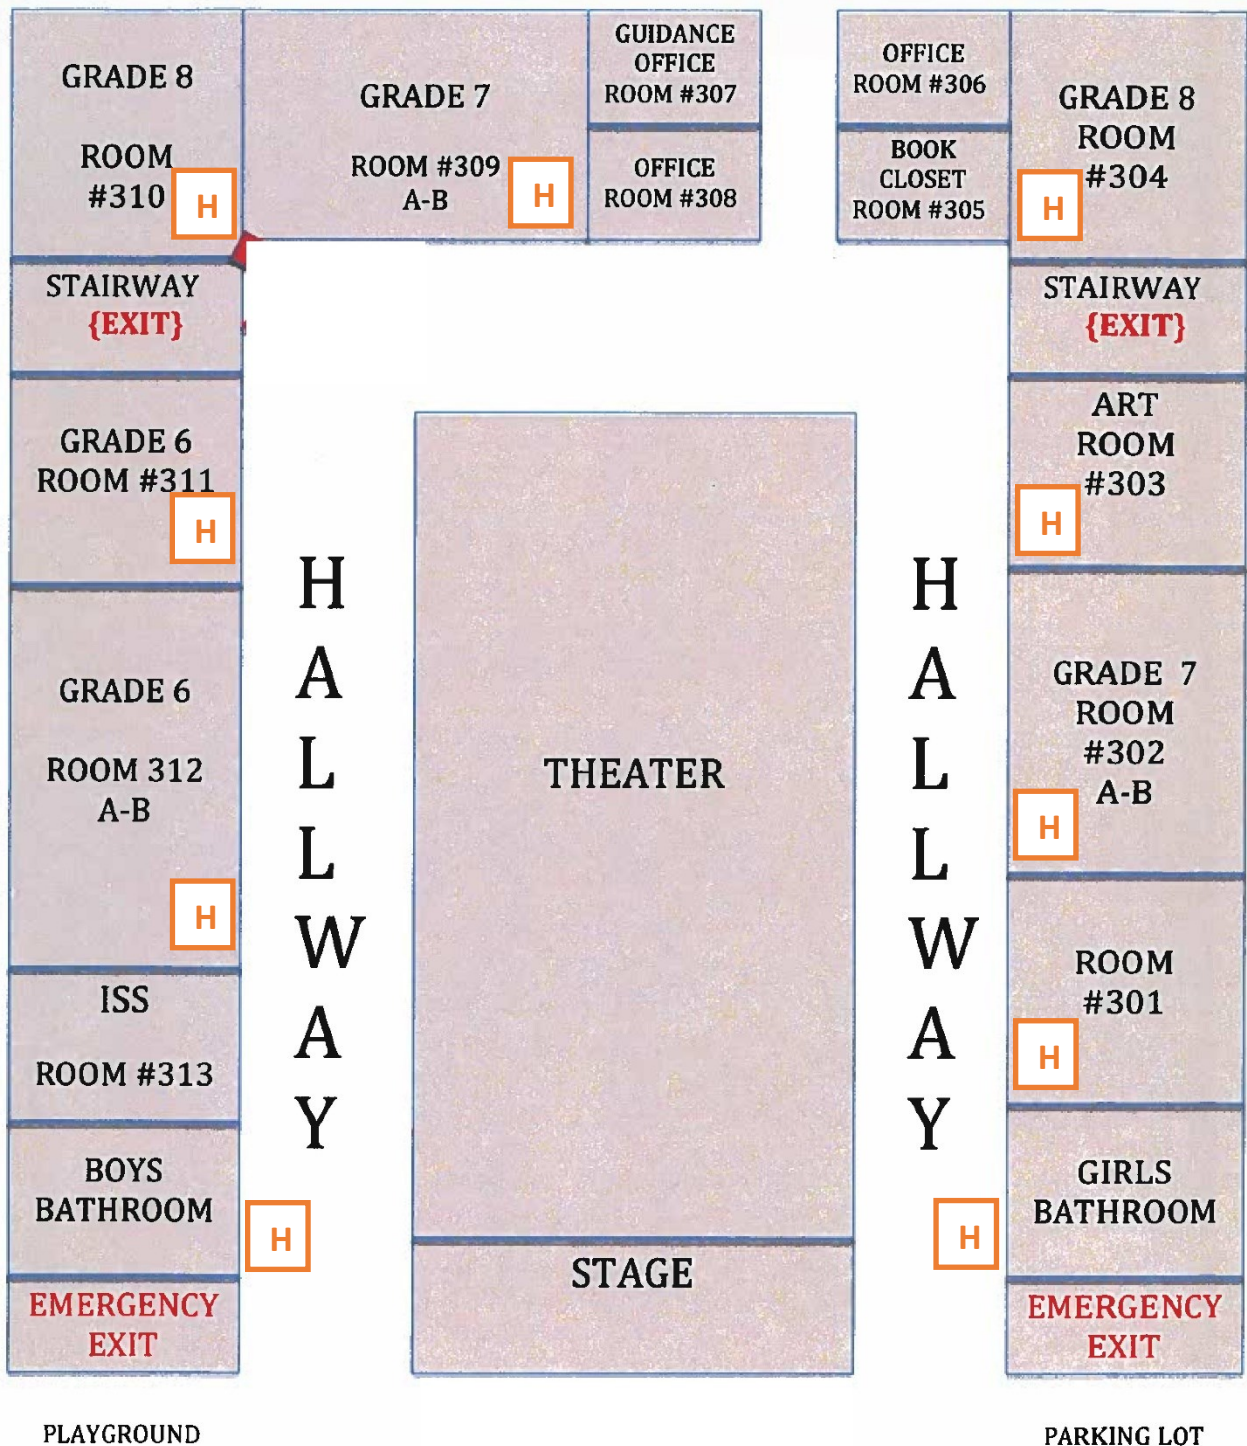 GRADE 8
ROOM
#310
H
GRADE 7
ROOM #309
A-B
H
GUIDANCE
OFFICE
ROOM #307
OFFICE
ROOM #308
OFFICE
ROOM #306
BOOK
CLOSET
ROOM #305
GRADE 8
ROOM
#304
H
STAIRWAY
{EXIT}
STAIRWAY
{EXIT}
GRADE 6
ROOM #311
H
ART
ROOM
#303
H
GRADE 6
ROOM 312
A-B
H
HALLWAY
THEATER
HALLWAY
GRADE 7
ROOM
#302
A-B
H
ISS
ROOM #313
ROOM
#301
H
BOYS
BATHROOM
H
STAGE
H
GIRLS
BATHROOM
EMERGENCY
EXIT
EMERGENCY
EXIT
PLAYGROUND
PARKING LOT